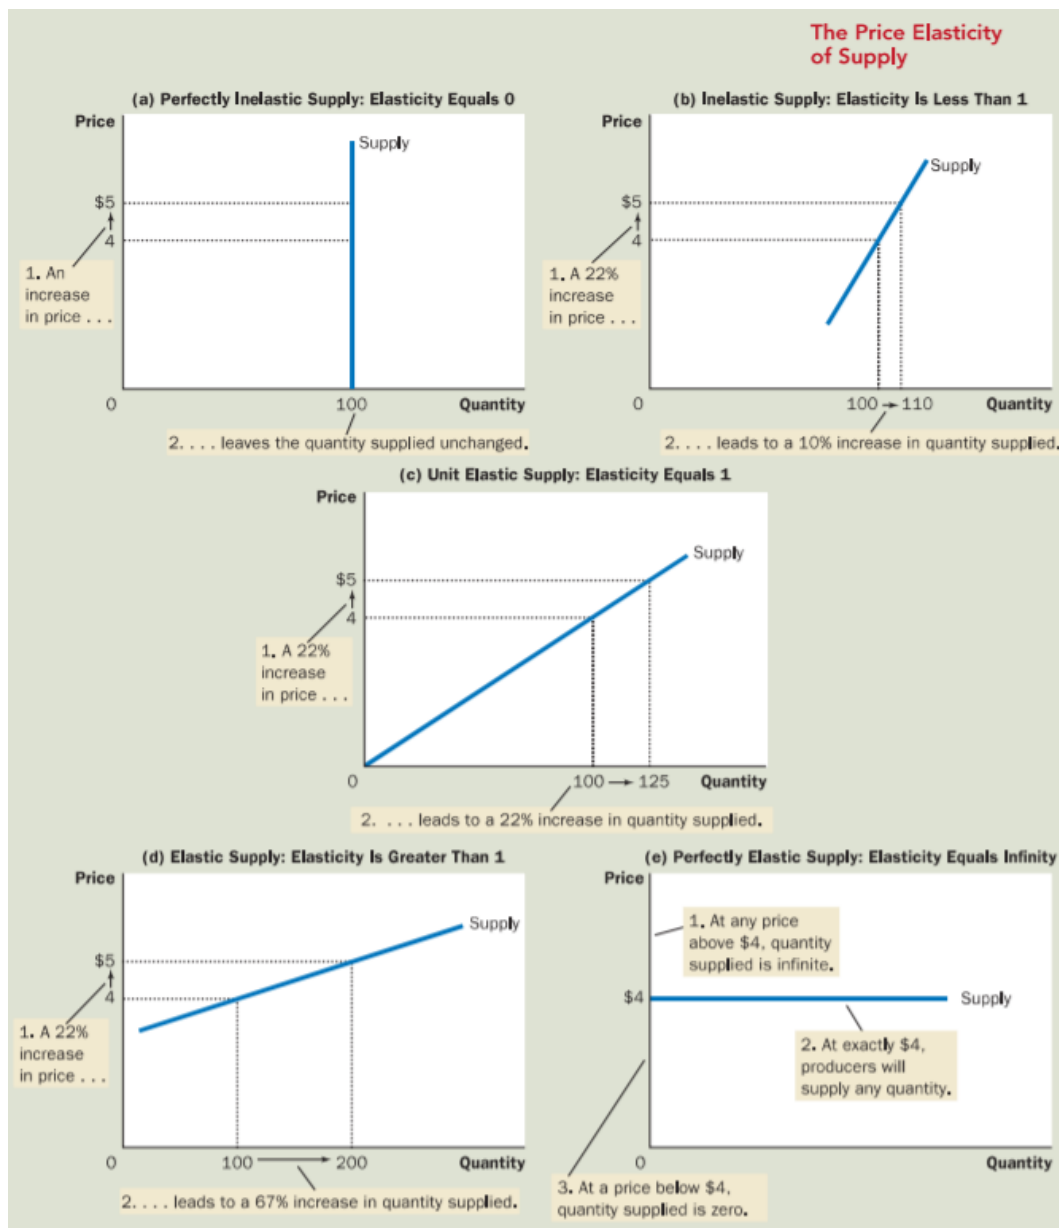 The Price Elasticity
of Supply
(a) Perfectly Inelastic Supply: Elasticity Equals 0
Price
Supply
$5
4
1. An
increase
in price . . .
0
100
Quantity
2. . . . leaves the quantity supplied unchanged.
(b) Inelastic Supply: Elasticity Is Less Than 1
Price
Supply
$5
4
1. A 22%
increase
in price . . .
0
100
110
Quantity
2. . . . leads to a 10% increase in quantity supplied.
(c) Unit Elastic Supply: Elasticity Equals 1
Price
Supply
$5
4
1. A 22%
increase
in price . . .
0
100
125
Quantity
2. . . . leads to a 22% increase in quantity supplied.
(d) Elastic Supply: Elasticity Is Greater Than 1
Price
Supply
$5
4
1. A 22%
increase
in price . . .
0
100
200
Quantity
2. . . . leads to a 67% increase in quantity supplied.
(e) Perfectly Elastic Supply: Elasticity Equals Infinity
Price
1. At any price
above $4, quantity
supplied is infinite.
$4
Supply
2. At exactly $4,
producers will
supply any quantity.
0
Quantity
3. At a price below $4,
quantity supplied is zero.